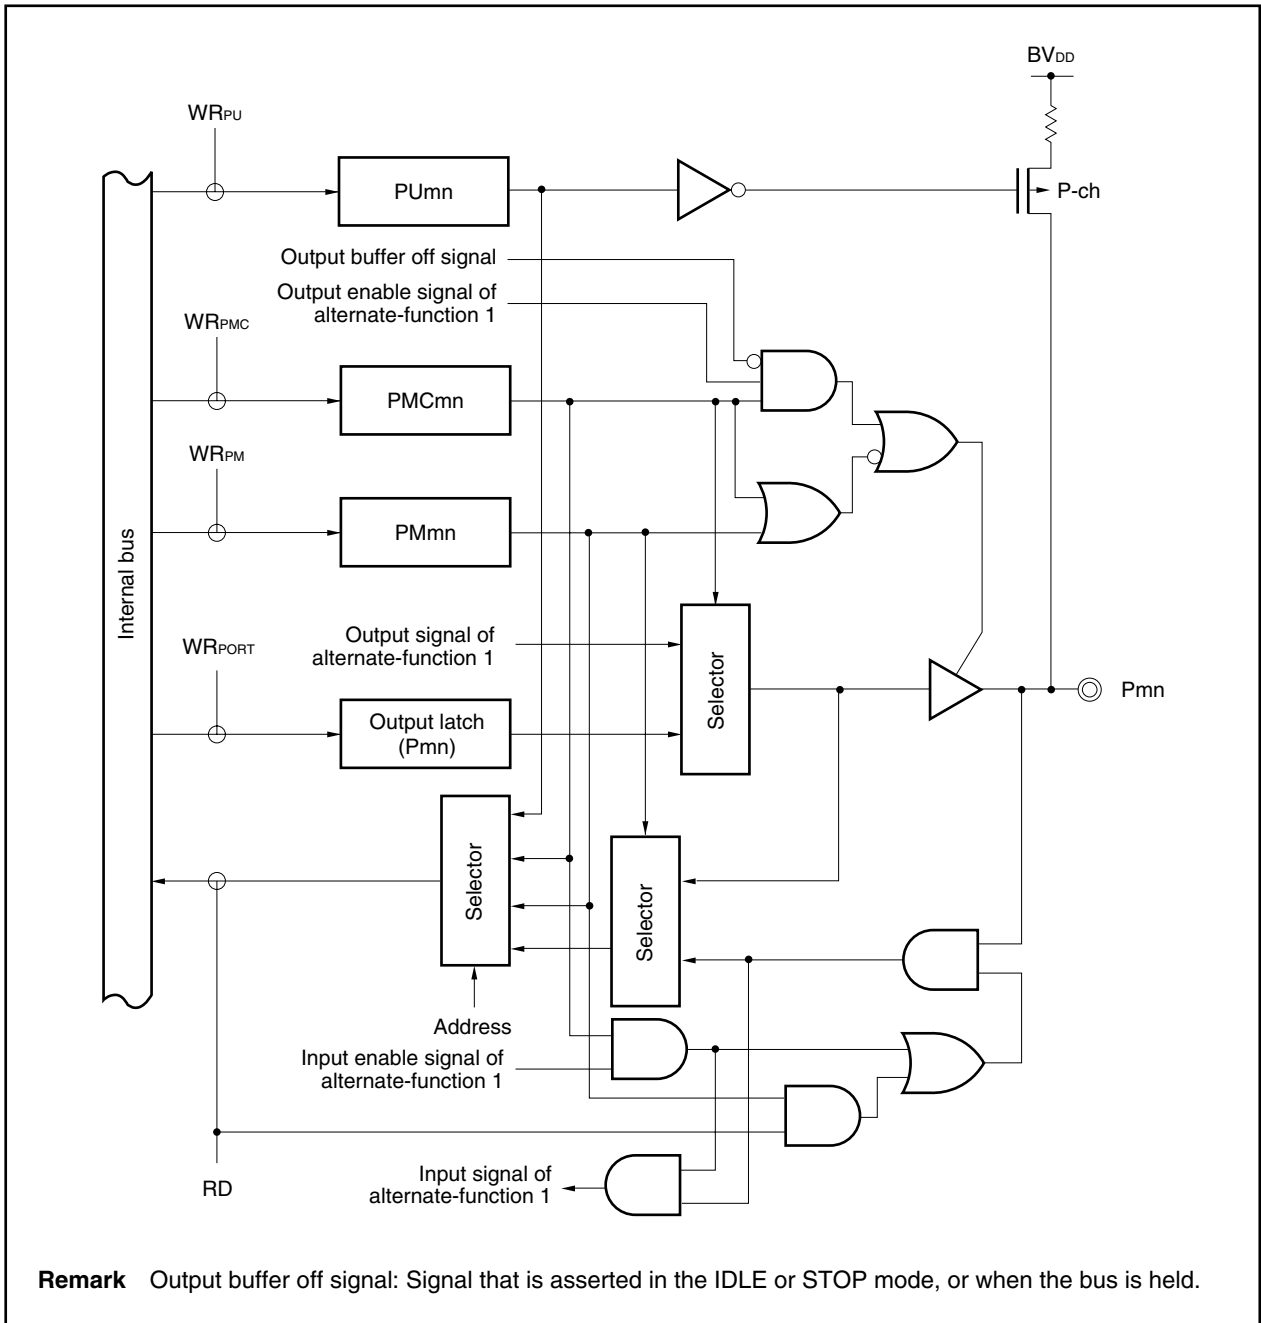 BVDD
WRPU
PUmn
P-ch
Output buffer off signal
Output enable signal of
alternate-function 1
WRPMC
PMCmn
WRPM
PMmn
Internal bus
Output signal of
alternate-function 1
WRPORT
Output latch
(Pmn)
Selector
Pmn
Selector
Selector
Address
Input enable signal of
alternate-function 1
RD
Input signal of
alternate-function 1
Remark Output buffer off signal: Signal that is asserted in the IDLE or STOP mode, or when the bus is held.